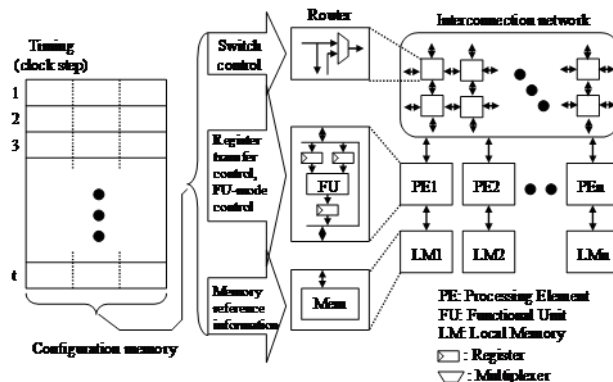 Timing
(clock step)
1
2
3
t
Configuration memory
Switch
control
Register
transfer
control,
FU-mode
control
Memory
reference
information
Router
FU
Mem
Interconnection network
PE1
PE2
PEn
LM1
LM2
LMn
PE: Processing Element
FU: Functional Unit
LM: Local Memory
: Register
: Multiplexer